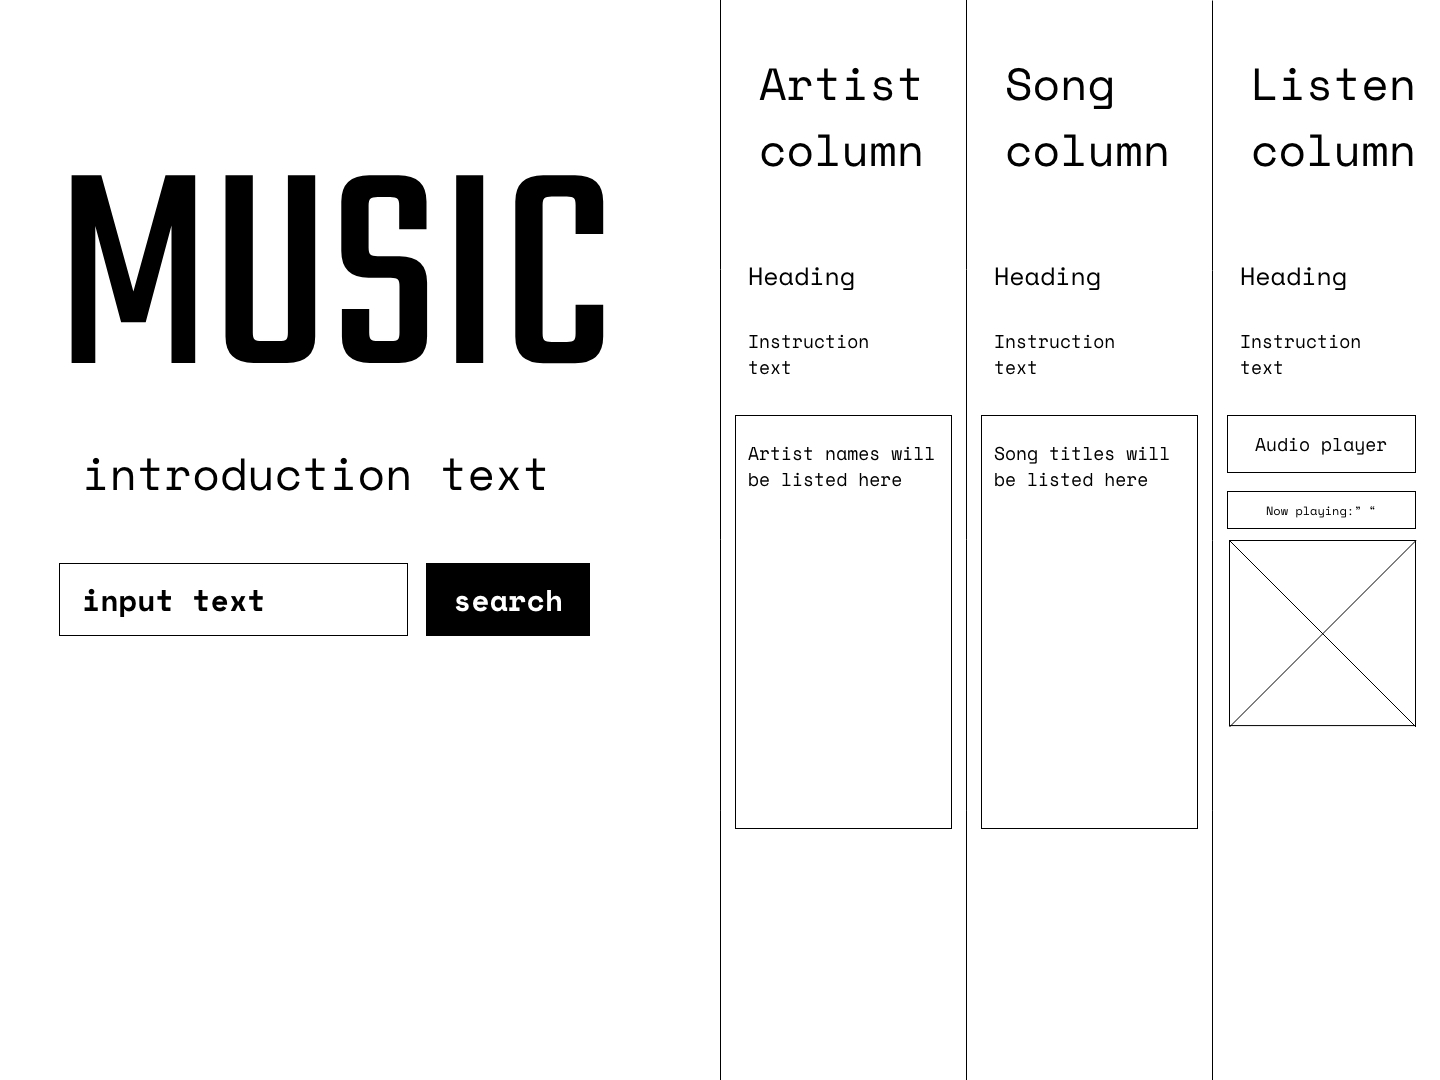 MUSIC
introduction text
input text
search
Artist
column
Heading
Instruction
text
Artist names will
be listed here
Song
column
Heading
Instruction
text
Song titles will
be listed here
Listen
column
Heading
Instruction
text
Audio player
Now playing:” “